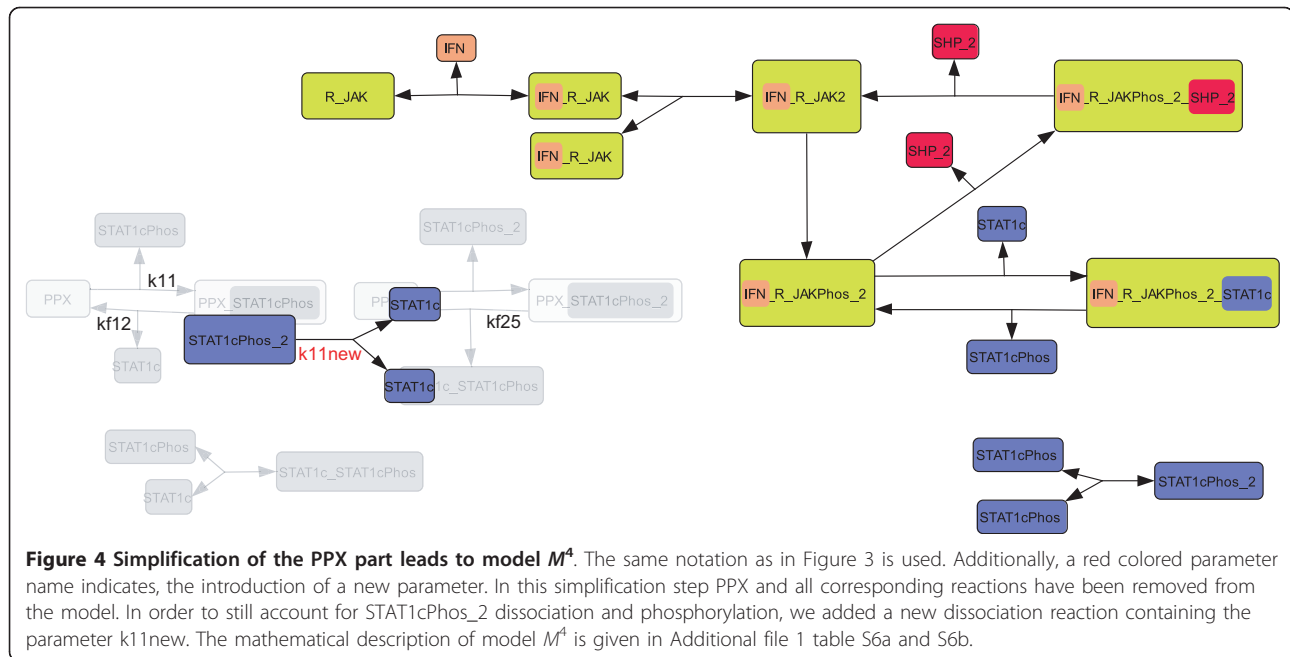 IFN
SHP_2
R_JAK
IFN_R_JAK
IFN_R_JAK2
IFN_R_JAKPhos_2_SHP_2
IFN_R_JAK
SHP_2
STAT1cPhos
STAT1cPhos_2
STAT1c
k11
PPX
PPX_STAT1cPhos
STAT1c
PPX_STAT1cPhos_2
IFN_R_JAKPhos_2
IFN_R_JAKPhos_2_STAT1c
kf12
STAT1cPhos_2
kf25
k11new
STAT1c
STAT1cPhos
STAT1c
1c_STAT1cPhos
STAT1cPhos
STAT1c_STAT1cPhos
STAT1c
STAT1cPhos
STAT1cPhos_2
STAT1cPhos
Figure 4 Simplification of the PPX part leads to model M⁴. The same notation as in Figure 3 is used. Additionally, a red colored parameter
name indicates, the introduction of a new parameter. In this simplification step PPX and all corresponding reactions have been removed from
the model. In order to still account for STAT1cPhos_2 dissociation and phosphorylation, we added a new dissociation reaction containing the
parameter k11new. The mathematical description of model M⁴ is given in Additional file 1 table S6a and S6b.